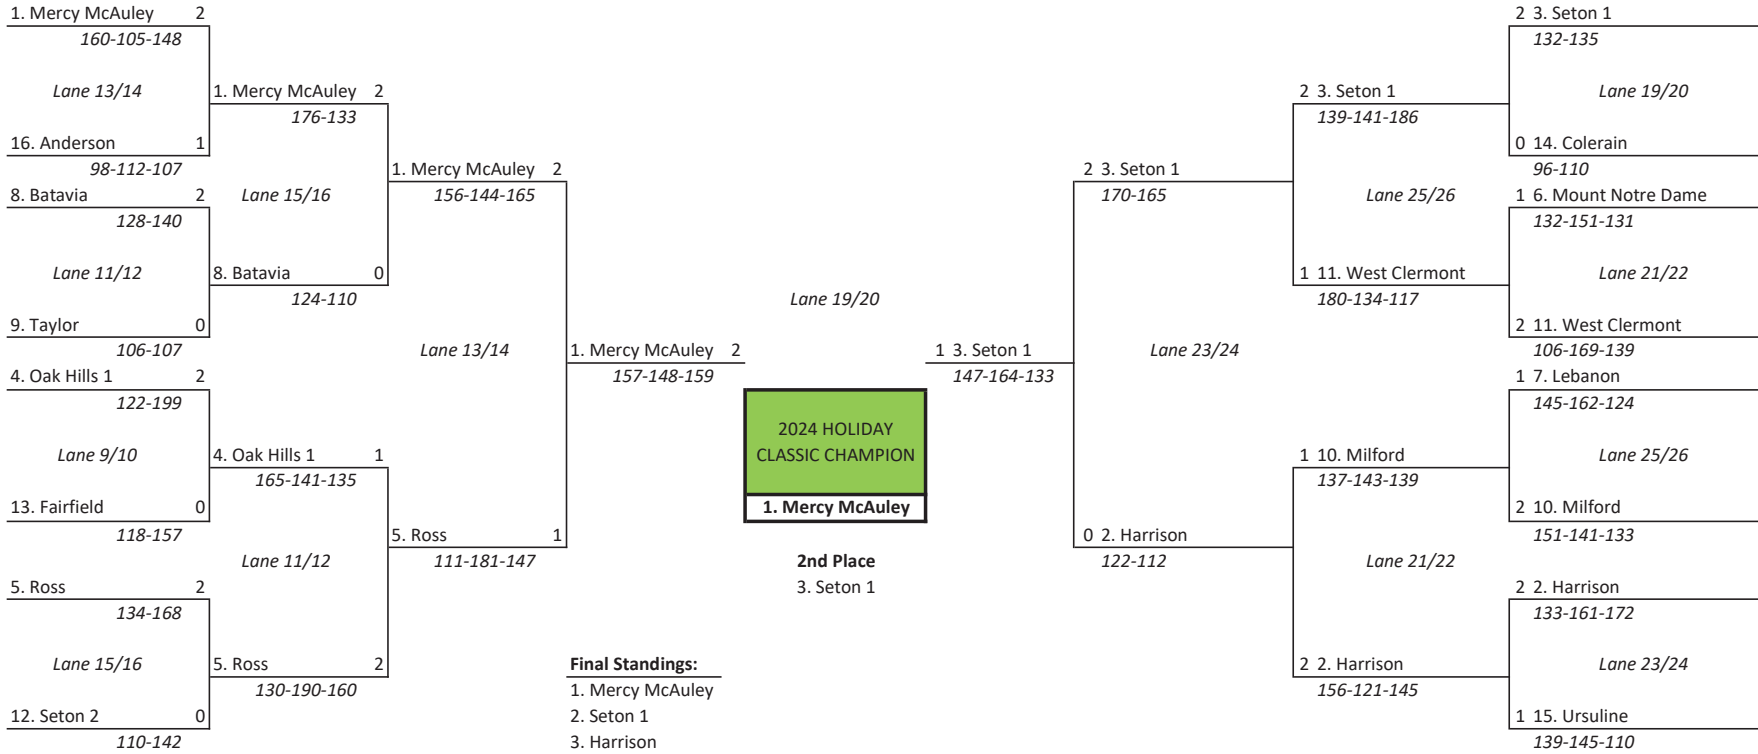 1. Mercy McAuley 2
160-105-148
Lane 13/14
16. Anderson 1
98-112-107
8. Batavia 2
128-140
Lane 11/12
9. Taylor 0
106-107
4. Oak Hills 1 2
122-199
Lane 9/10
13. Fairfield 0
118-157
5. Ross 2
134-168
Lane 15/16
12. Seton 2 0
110-142
1. Mercy McAuley 2
176-133
Lane 15/16
8. Batavia 0
124-110
4. Oak Hills 1 1
165-141-135
Lane 11/12
5. Ross 2
130-190-160
1. Mercy McAuley 2
156-144-165
Lane 13/14
5. Ross 1
111-181-147
1. Mercy McAuley 2
157-148-159
Lane 19/20
2024 HOLIDAY
CLASSIC CHAMPION
1. Mercy McAuley
2nd Place
3. Seton 1
Final Standings:
1. Mercy McAuley
2. Seton 1
3. Harrison
1 3. Seton 1
147-164-133
2 3. Seton 1
170-165
Lane 23/24
0 2. Harrison
122-112
2 3. Seton 1
139-141-186
Lane 25/26
1 11. West Clermont
180-134-117
1 10. Milford
137-143-139
Lane 21/22
2 2. Harrison
156-121-145
2 3. Seton 1
132-135
Lane 19/20
0 14. Colerain
96-110
1 6. Mount Notre Dame
132-151-131
Lane 21/22
2 11. West Clermont
106-169-139
1 7. Lebanon
145-162-124
Lane 25/26
2 10. Milford
151-141-133
2 2. Harrison
133-161-172
Lane 23/24
1 15. Ursuline
139-145-110